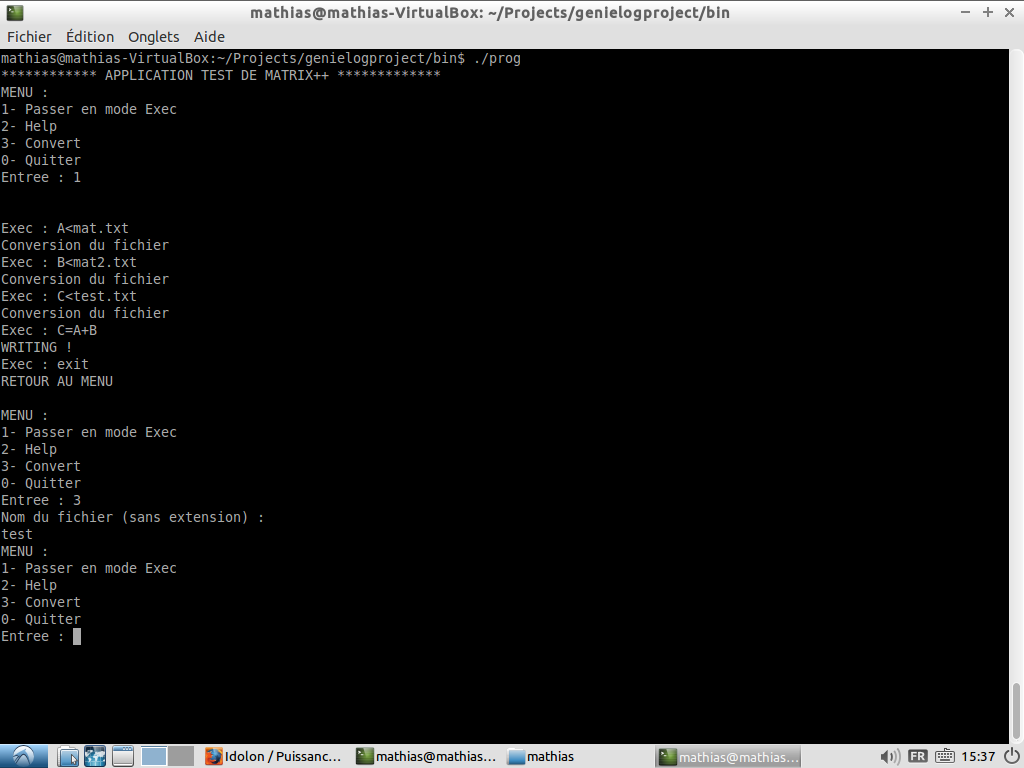 mathias@mathias-VirtualBox: ~/Projects/genielogproject/bin
Fichier Édition Onglets Aide
mathias@mathias-VirtualBox:~/Projects/genielogproject/bin$ ./prog
************ APPLICATION TEST DE MATRIX++ *************
MENU :
1- Passer en mode Exec
2- Help
3- Convert
0- Quitter
Entree : 1
Exec : A<mat.txt
Conversion du fichier
Exec : B<mat2.txt
Conversion du fichier
Exec : C<test.txt
Conversion du fichier
Exec : C=A+B
WRITING !
Exec : exit
RETOUR AU MENU
MENU :
1- Passer en mode Exec
2- Help
3- Convert
0- Quitter
Entree : 3
Nom du fichier (sans extension) :
test
MENU :
1- Passer en mode Exec
2- Help
3- Convert
0- Quitter
Entree :
Idolon / Puissanc... mathias@mathias... mathias mathias@mathias... FR 15:37